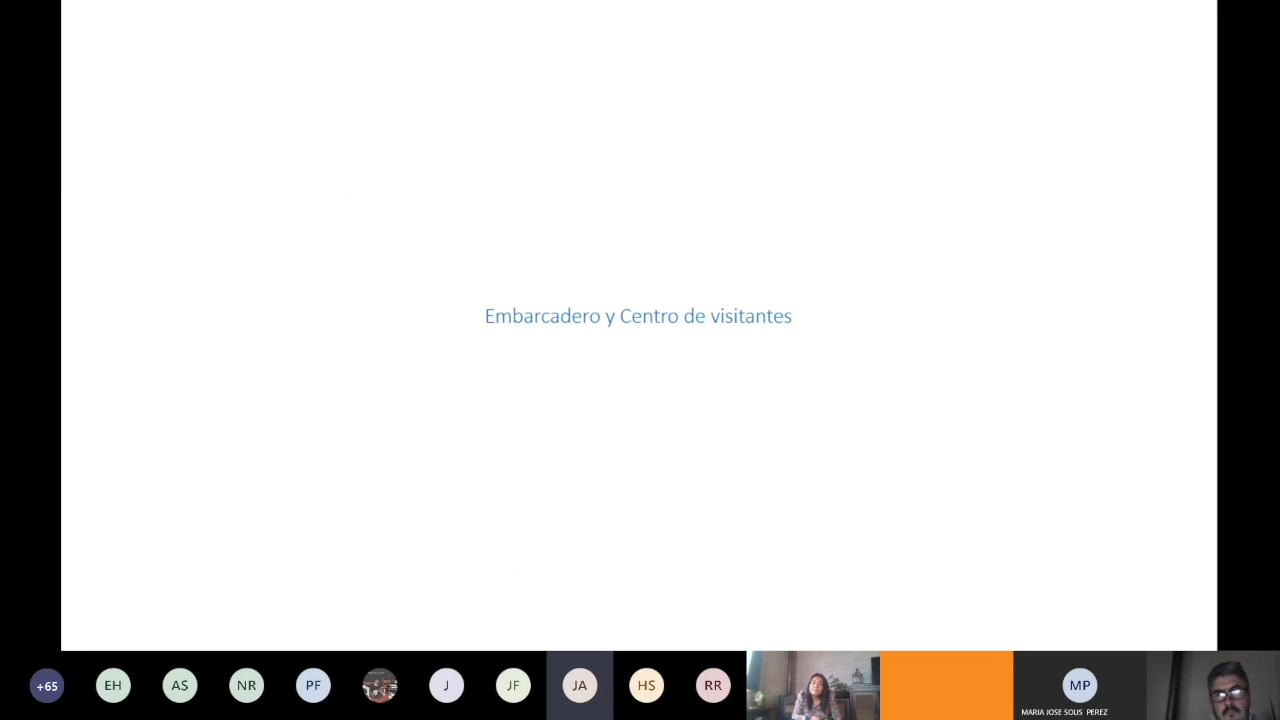 Embarcadero y Centro de visitantes
+65
EH
AS
NR
PF
J
JF
JA
HS
RR
MP
MARIA JOSE SOLIS PEREZ